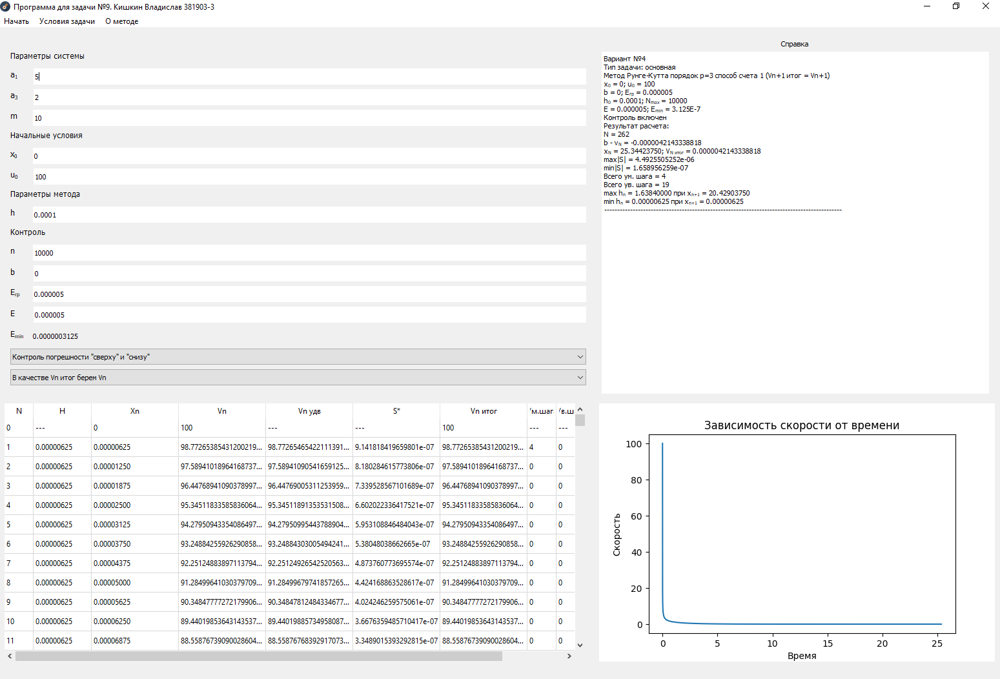 Программа для задачи №9. Кишкин Владислав 381903-3
Начать Условия задачи О методе
Параметры системы
a₁ 5
a₃ 2
m 10
Начальные условия
x₀ 0
u₀ 100
Параметры метода
h 0.0001
Контроль
n 10000
b 0
Eгр 0.000005
E 0.000005
Emin 0.0000003125
Контроль погрешности "сверху" и "снизу"
В качестве Vn итог берем Vn
Справка
Вариант №4
Тип задачи: основная
Метод Рунге-Кутта порядок p=3 способ счета 1 (Vn+1 итог = Vn+1)
x₀ = 0; u₀ = 100
b = 0; Eгр = 0.000005
h₀ = 0.0001; Nmax = 10000
E = 0.000005; Emin = 3.125E-7
Контроль включен
Результат расчета:
N = 262
b - vN = -0.0000042143338818
xN = 25.34423750; VN итог = 0.0000042143338818
max|S| = 4.4925505252e-06
min|S| = 1.658956259e-07
Всего ум. шага = 4
Всего ув. шага = 19
max hn = 1.63840000 при xn+1 = 20.42903750
min hn = 0.00000625 при xn+1 = 0.00000625
N H Xn Vn Vn удв S* Vn итог
0 --- 0 100 --- --- 100 --- ---
1 0.00000625 0.00000625 98.77265385431200219... 98.77265465422111391... 9.141818419659801e-07 98.77265385431200219... 4 0
2 0.00000625 0.00001250 97.58941018964168737... 97.58941090541659125... 8.180284615773806e-07 97.58941018964168737... 0 0
3 0.00000625 0.00001875 96.44768941090378997... 96.44769005311253959... 7.339528567101689e-07 96.44768941090378997... 0 0
4 0.00000625 0.00002500 95.34511833585836064... 95.34511891353531508... 6.602022336417521e-07 95.34511833585836064... 0 0
5 0.00000625 0.00003125 94.27950943354086497... 94.27950995443788904... 5.953108846484043e-07 94.27950943354086497... 0 0
6 0.00000625 0.00003750 93.24884255926290858... 93.24884303005494241... 5.38048038662665e-07 93.24884255926290858... 0 0
7 0.00000625 0.00004375 92.25124883897113794... 92.25124926542520563... 4.873760773695574e-07 92.25124883897113794... 0 0
8 0.00000625 0.00005000 91.28499641030379709... 91.28499679741857265... 4.424168863528617e-07 91.28499641030379709... 0 0
9 0.00000625 0.00005625 90.34847777272179906... 90.34847812484334677... 4.024246259575061e-07 90.34847777272179906... 0 0
10 0.00000625 0.00006250 89.44019853643143537... 89.44019885734958087... 3.6676359485710417e-07 89.44019853643143537... 0 0
11 0.00000625 0.00006875 88.55876739090028604... 88.55876768392917073... 3.3489015393292815e-07 88.55876739090028604... 0 0
Зависимость скорости от времени
Скорость
100
80
60
40
20
0
0 5 10 15 20 25
Время